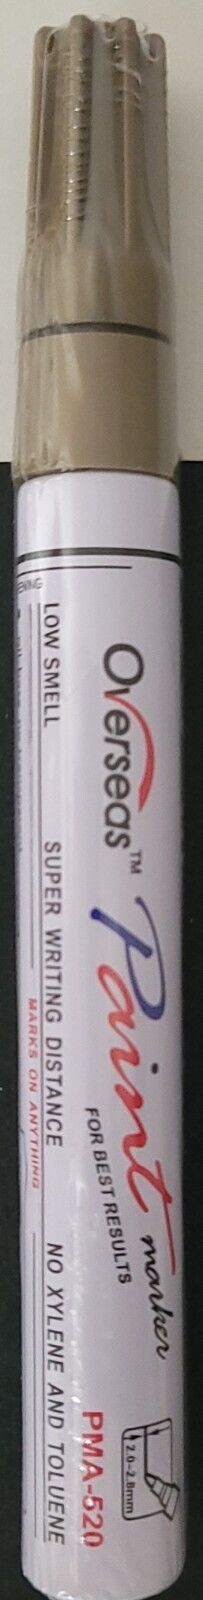 Overseas™
Paint marker
FOR BEST RESULTS
2.0-2.8mm
PMA-520
LOW SMELL SUPER WRITING DISTANCE NO XYLENE AND TOLUENE
MARKS ON ANYTHING